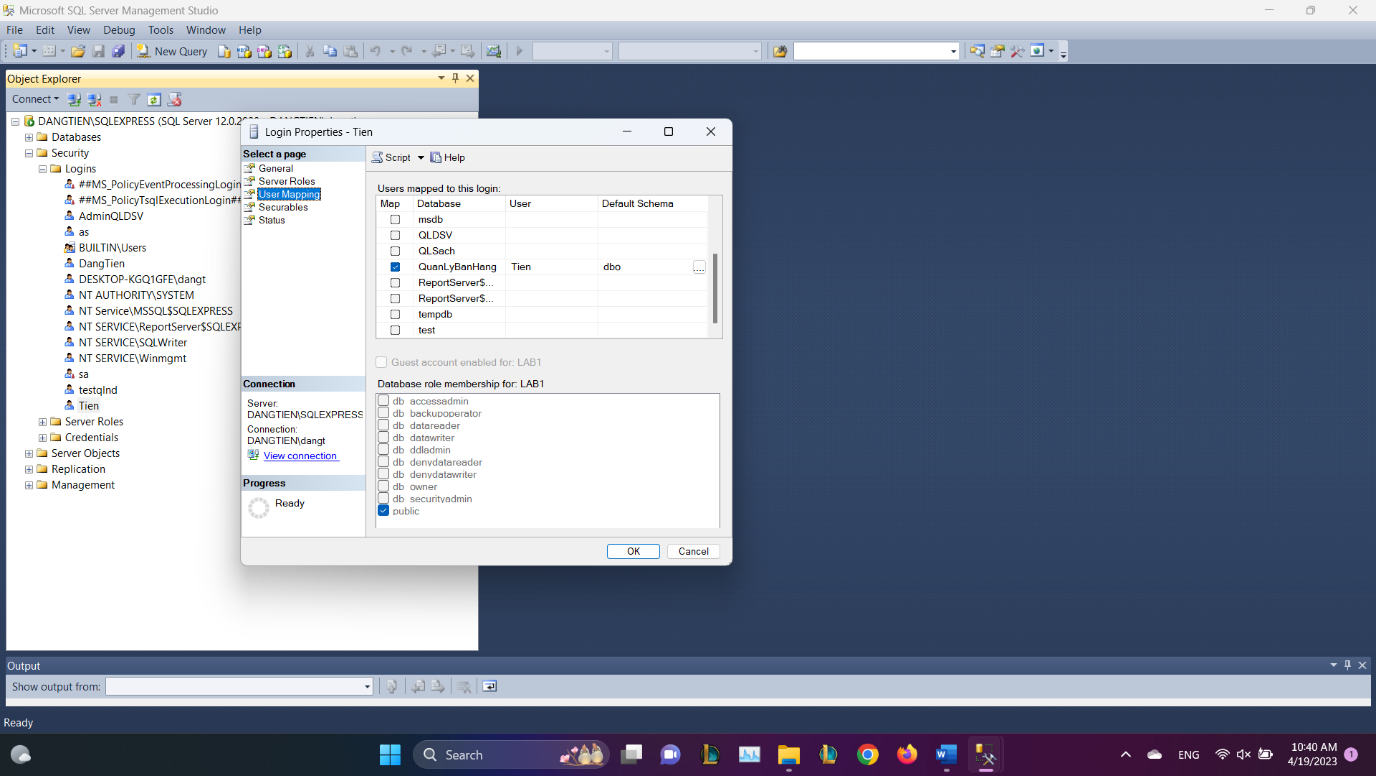 Microsoft SQL Server Management Studio
File Edit View Debug Tools Window Help
New Query
Object Explorer
Connect
DANGTIEN\SQLEXPRESS (SQL Server 12.0.2
Databases
Security
Logins
##MS_PolicyEventProcessingLogin
##MS_PolicyTsqlExecutionLogin##
AdminQLDSV
as
BUILTIN\Users
DangTien
DESKTOP-KGQ1GFE\dangt
NT AUTHORITY\SYSTEM
NT Service\MSSQL$SQLEXPRESS
NT SERVICE\ReportServer$SQLEXP
NT SERVICE\SQLWriter
NT SERVICE\Winmgmt
sa
testqlnd
Tien
Server Roles
Credentials
Server Objects
Replication
Management
Login Properties - Tien
Select a page
General
Server Roles
User Mapping
Securables
Status
Connection
Server:
DANGTIEN\SQLEXPRESS
Connection:
DANGTIEN\dangt
View connection
Progress
Ready
Script Help
Users mapped to this login:
Map Database User Default Schema
msdb
QLDSV
QLSach
QuanLyBanHang Tien dbo ...
ReportServer$...
ReportServer$...
tempdb
test
Guest account enabled for: LAB1
Database role membership for: LAB1
db_accessadmin
db_backupoperator
db_datareader
db_datawriter
db_ddladmin
db_denydatareader
db_denydatawriter
db_owner
db_securityadmin
public
OK Cancel
Output
Show output from:
Ready
Search
ENG
10:40 AM
4/19/2023
1